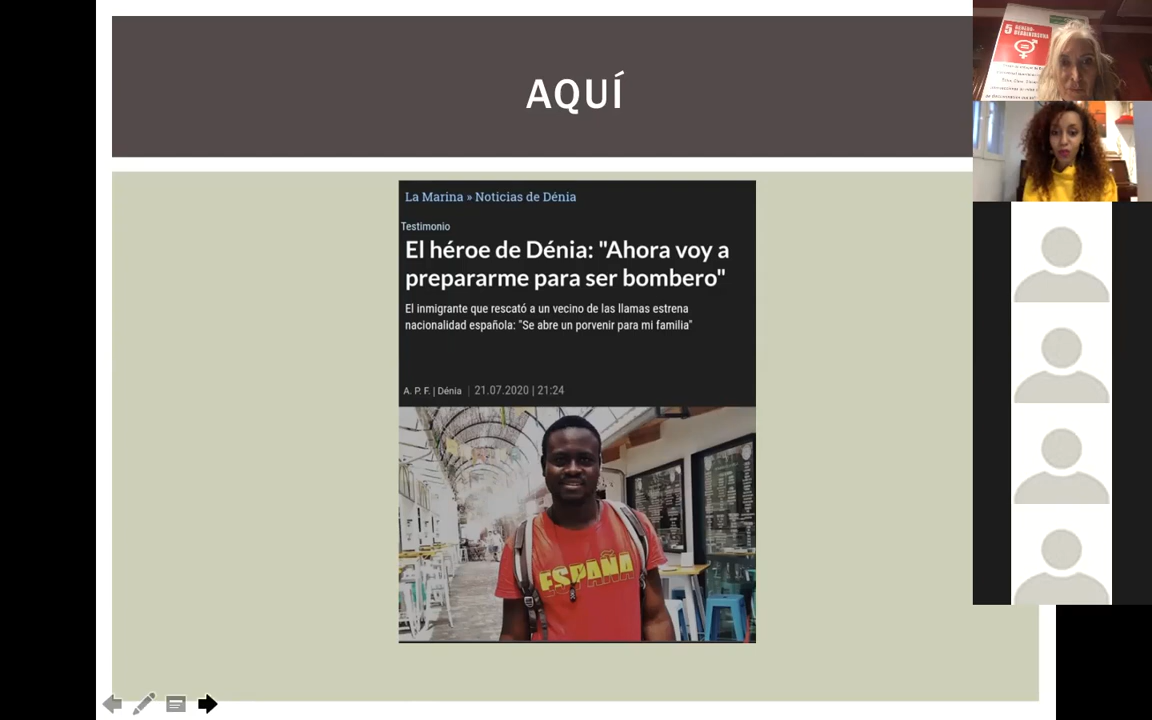 AQUÍ
La Marina » Noticias de Dénia
Testimonio
El héroe de Dénia: "Ahora voy a
prepararme para ser bombero"
El inmigrante que rescató a un vecino de las llamas estrena
nacionalidad española: "Se abre un porvenir para mi familia"
A. P. F. | Dénia | 21.07.2020 | 21:24
ESPAÑA
5